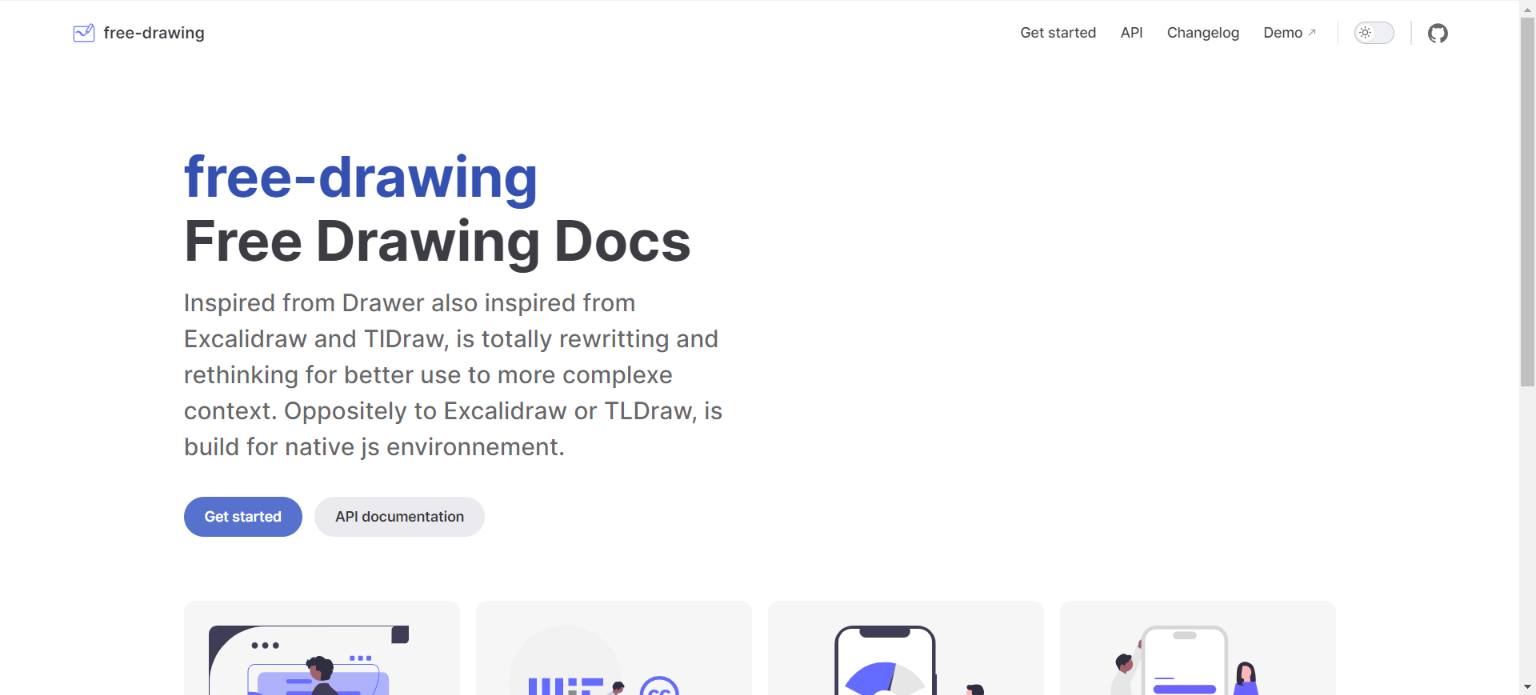 free-drawing
Get started
API
Changelog
Demo
free-drawing
Free Drawing Docs
Inspired from Drawer also inspired from
Excalidraw and TlDraw, is totally rewritting and
rethinking for better use to more complexe
context. Oppositely to Excalidraw or TLDraw, is
build for native js environnement.
Get started
API documentation